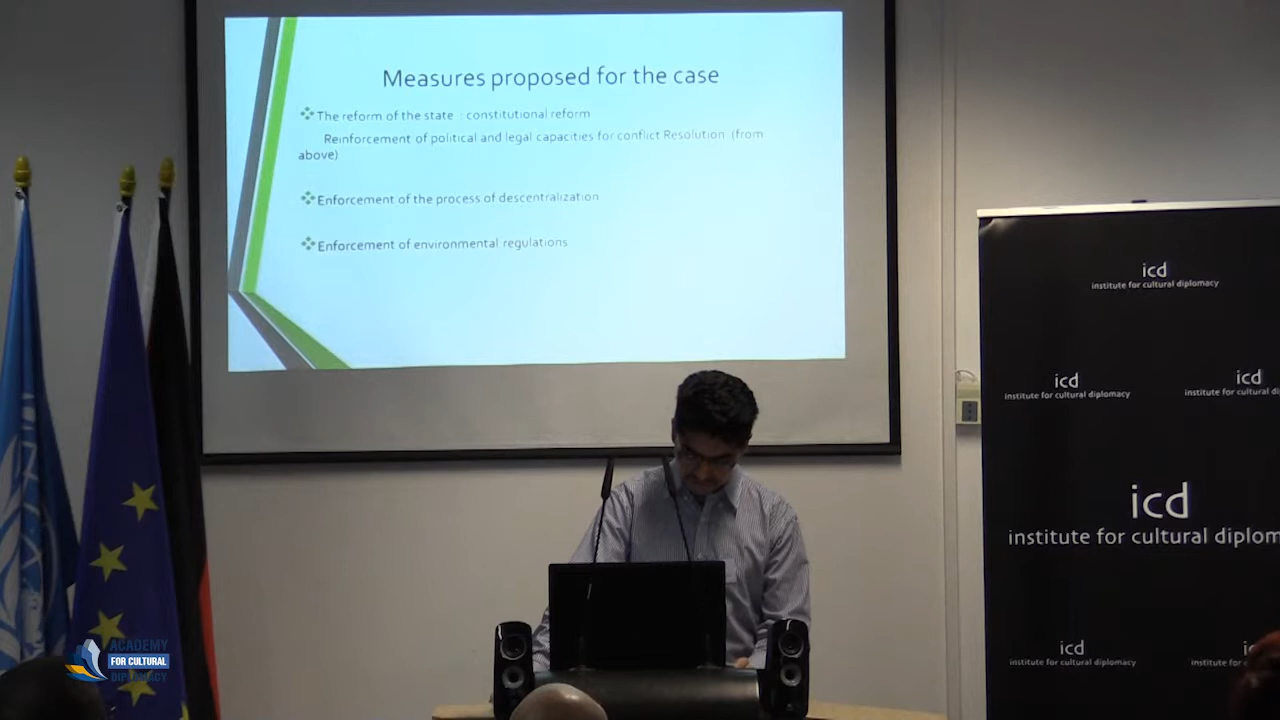 Measures proposed for the case
The reform of the state : constitutional reform
Reinforcement of political and legal capacities for conflict Resolution (from
above)
Enforcement of the process of descentralization
Enforcement of environmental regulations
icd
institute for cultural diplomacy
icd
institute for cultural diplomacy
icd
institute for cultural di
icd
institute for cultural diplom
icd
institute for cultural diplomacy
institute fo
ACADEMY
FOR CULTURAL
DIPLOMACY